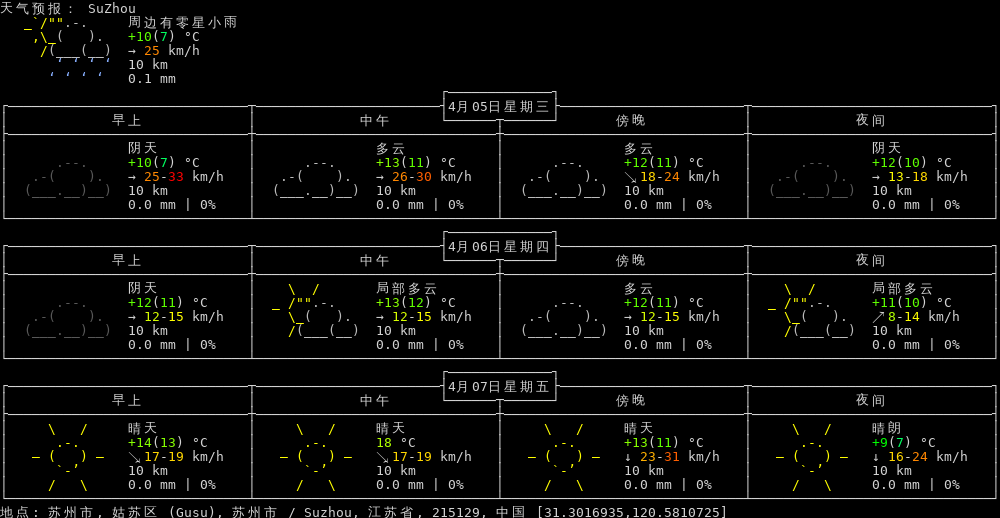 天气预报： SuZhou
周边有零星小雨
+10(7) °C
→ 25 km/h
10 km
0.1 mm
4月05日星期三
早上 中午 傍晚 夜间
阴天 多云 多云 阴天
+10(7) °C +13(11) °C +12(11) °C +12(10) °C
→ 25-33 km/h → 26-30 km/h ↘ 18-24 km/h → 13-18 km/h
10 km 10 km 10 km 10 km
0.0 mm | 0% 0.0 mm | 0% 0.0 mm | 0% 0.0 mm | 0%
4月06日星期四
早上 中午 傍晚 夜间
阴天 局部多云 多云 局部多云
+12(11) °C +13(12) °C +12(11) °C +11(10) °C
→ 12-15 km/h → 12-15 km/h → 12-15 km/h ↗ 8-14 km/h
10 km 10 km 10 km 10 km
0.0 mm | 0% 0.0 mm | 0% 0.0 mm | 0% 0.0 mm | 0%
4月07日星期五
早上 中午 傍晚 夜间
晴天 晴天 晴天 晴朗
+14(13) °C 18 °C +13(11) °C +9(7) °C
↘ 17-19 km/h ↘ 17-19 km/h ↓ 23-31 km/h ↓ 16-24 km/h
10 km 10 km 10 km 10 km
0.0 mm | 0% 0.0 mm | 0% 0.0 mm | 0% 0.0 mm | 0%
地点: 苏州市, 姑苏区 (Gusu), 苏州市 / Suzhou, 江苏省, 215129, 中国 [31.3016935,120.5810725]